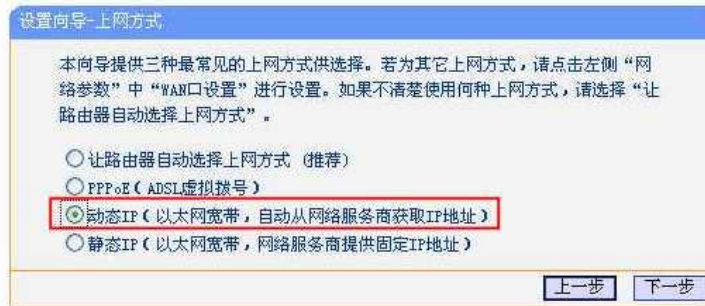 设置向导-上网方式
本向导提供三种最常见的上网方式供选择。若为其它上网方式，请点击左侧“网
络参数”中“WAN口设置”进行设置。如果不清楚使用何种上网方式，请选择“让
路由器自动选择上网方式”。
让路由器自动选择上网方式（推荐）
PPPoE（ADSL虚拟拨号）
动态IP（以太网宽带，自动从网络服务商获取IP地址）
静态IP（以太网宽带，网络服务商提供固定IP地址）
上一步 下一步